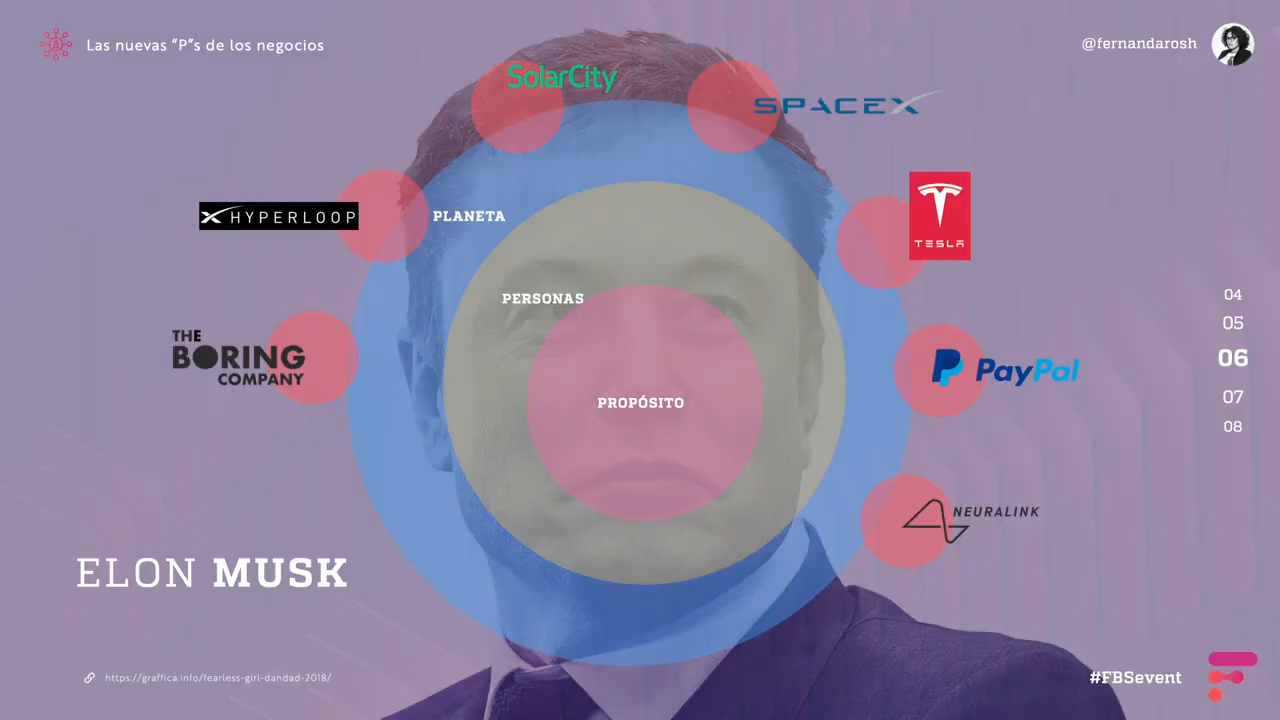 Las nuevas “P”s de los negocios
@fernandarosh
SolarCity
SPACEX
HYPERLOOP
PLANETA
TESLA
04
PERSONAS
05
THE
BORING
COMPANY
06
PayPal
PROPÓSITO
07
08
NEURALINK
ELON MUSK
https://graffica.info/fearless-girl-dandad-2018/
#FBSevent